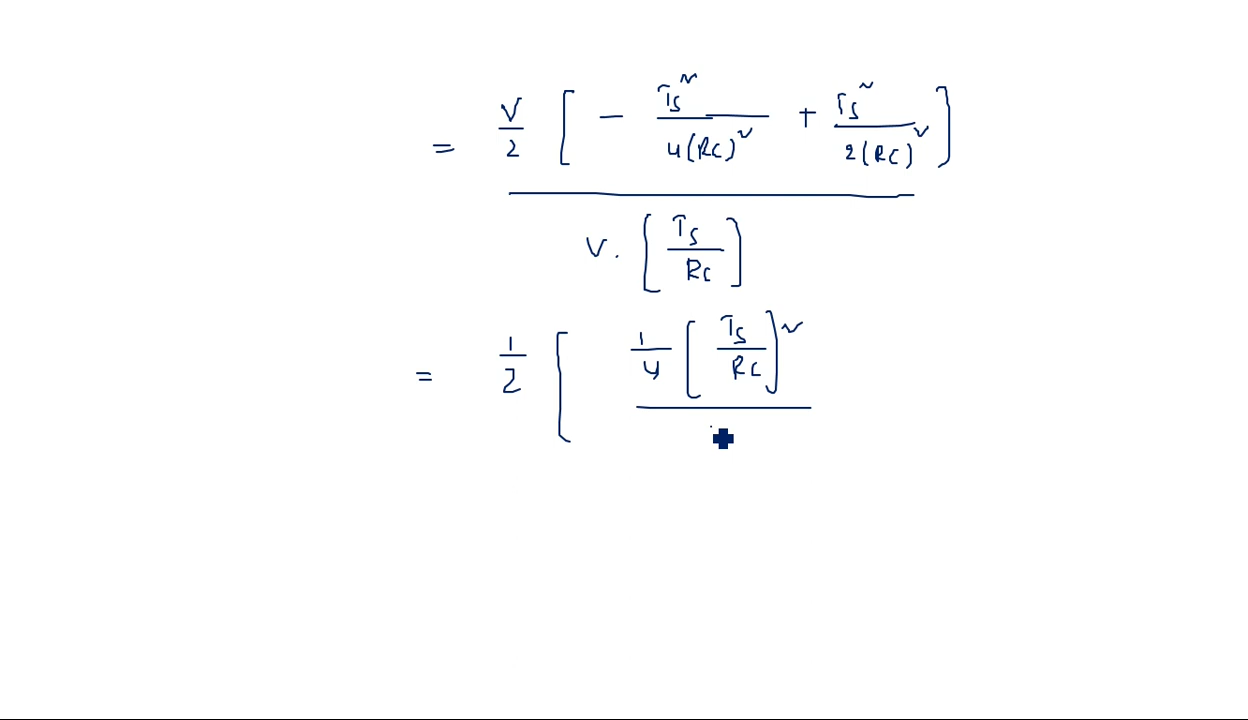 = V/2 [ - Ts²/4(RC)² + Ts²/2(RC)² ]
V. [ Ts/RC ]
= 1/2 [ 1/4 [ Ts/RC ]²